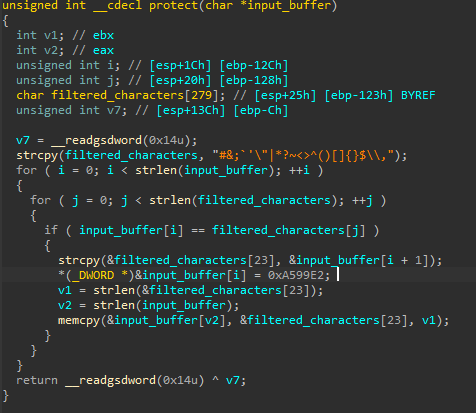 unsigned int __cdecl protect(char *input_buffer)
{
  int v1; // ebx
  int v2; // eax
  unsigned int i; // [esp+1Ch] [ebp-12Ch]
  unsigned int j; // [esp+20h] [ebp-128h]
  char filtered_characters[279]; // [esp+25h] [ebp-123h] BYREF
  unsigned int v7; // [esp+13Ch] [ebp-Ch]

  v7 = __readgsdword(0x14u);
  strcpy(filtered_characters, "#&;`'\"|*?~<>^()[]{}$\\,");
  for ( i = 0; i < strlen(input_buffer); ++i )
  {
    for ( j = 0; j < strlen(filtered_characters); ++j )
    {
      if ( input_buffer[i] == filtered_characters[j] )
      {
        strcpy(&filtered_characters[23], &input_buffer[i + 1]);
        *(_DWORD *)&input_buffer[i] = 0xA599E2;
        v1 = strlen(&filtered_characters[23]);
        v2 = strlen(input_buffer);
        memcpy(&input_buffer[v2], &filtered_characters[23], v1);
      }
    }
  }
  return __readgsdword(0x14u) ^ v7;
}